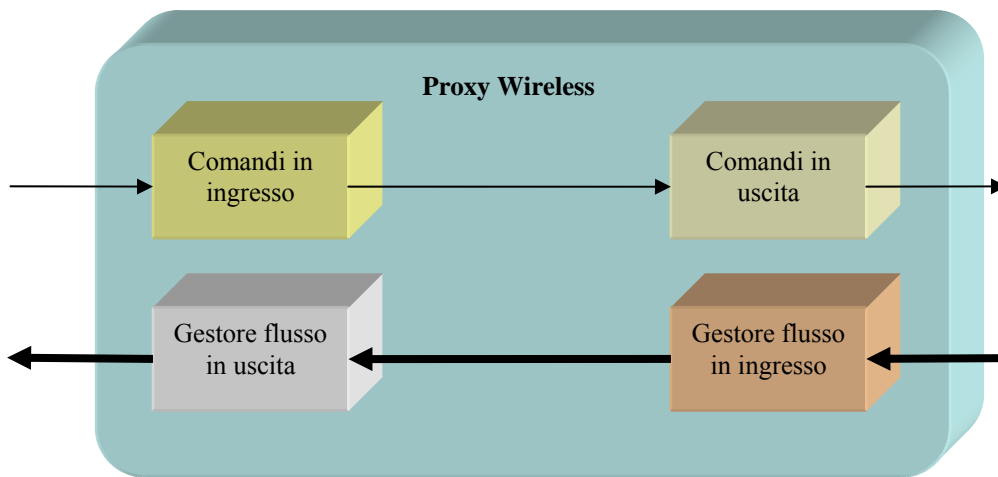 Proxy Wireless
Comandi in
ingresso
Comandi in
uscita
Gestore flusso
in uscita
Gestore flusso
in ingresso